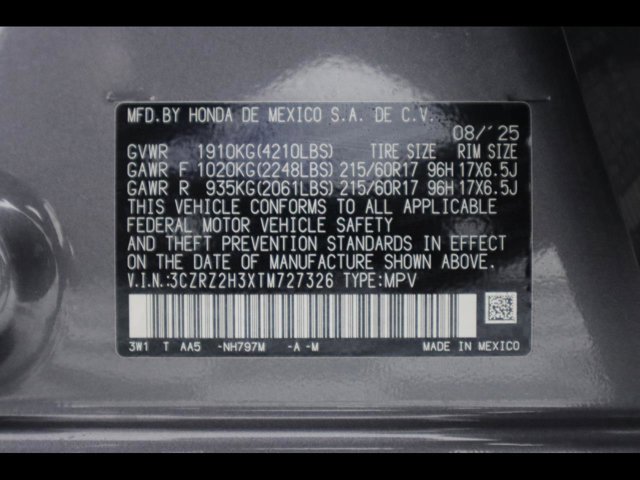 MFD.BY HONDA DE MEXICO S.A. DE C.V.
08/'25
GVWR 1910KG(4210LBS) TIRE SIZE RIM SIZE
GAWR F 1020KG(2248LBS) 215/60R17 96H 17X6.5J
GAWR R 935KG(2061LBS) 215/60R17 96H 17X6.5J
THIS VEHICLE CONFORMS TO ALL APPLICABLE
FEDERAL MOTOR VEHICLE SAFETY
AND THEFT PREVENTION STANDARDS IN EFFECT
ON THE DATE OF MANUFACTURE SHOWN ABOVE.
V.I.N.:3CZRZ2H3XTM727326 TYPE:MPV
3W1 T AA5 -NH797M -A -M MADE IN MEXICO